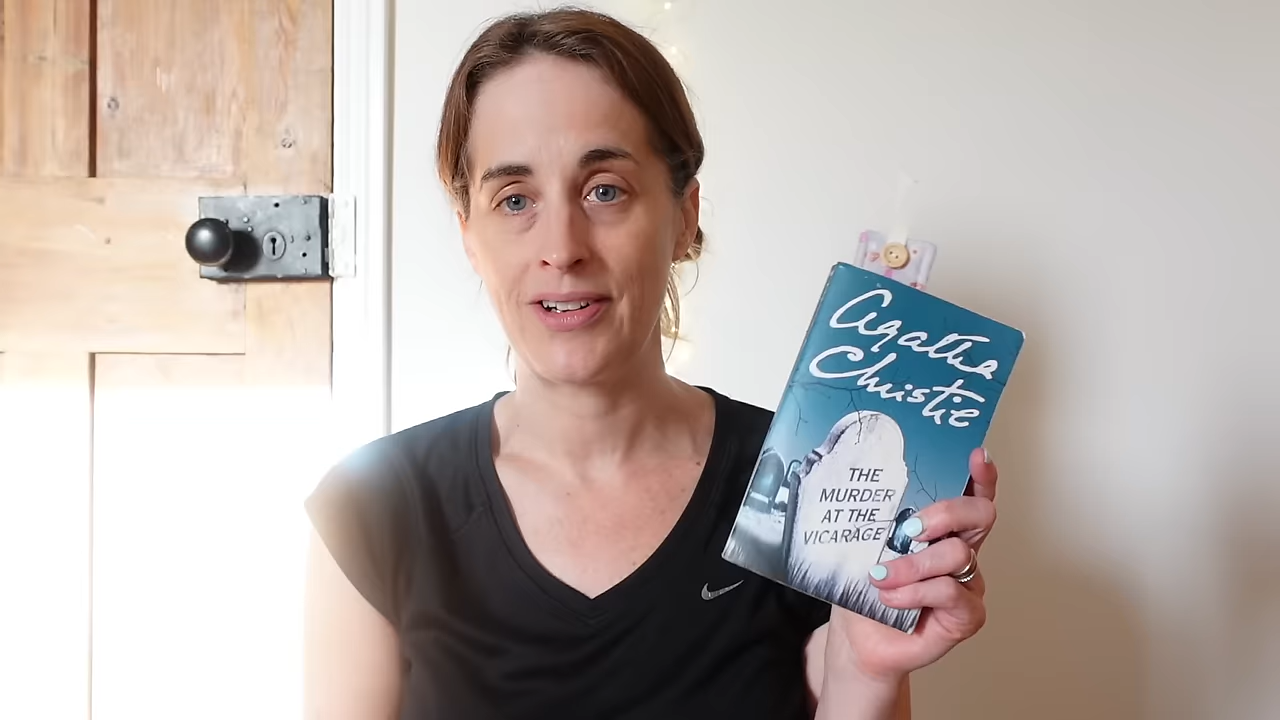 Agatha
Christie
THE
MURDER
AT THE
VICARAGE